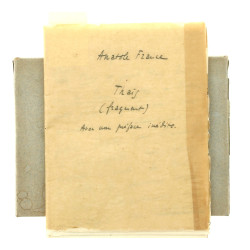 Anatole France
Thaïs
(fragment)
Avec une préface inédite.